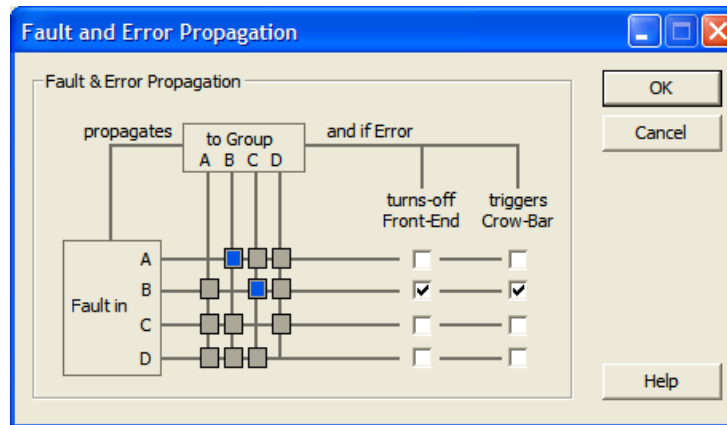 Fault and Error Propagation
Fault & Error Propagation
OK
propagates
to Group
and if Error
Cancel
A B C D
turns-off
Front-End
triggers
Crow-Bar
A
Fault in
B
C
D
Help